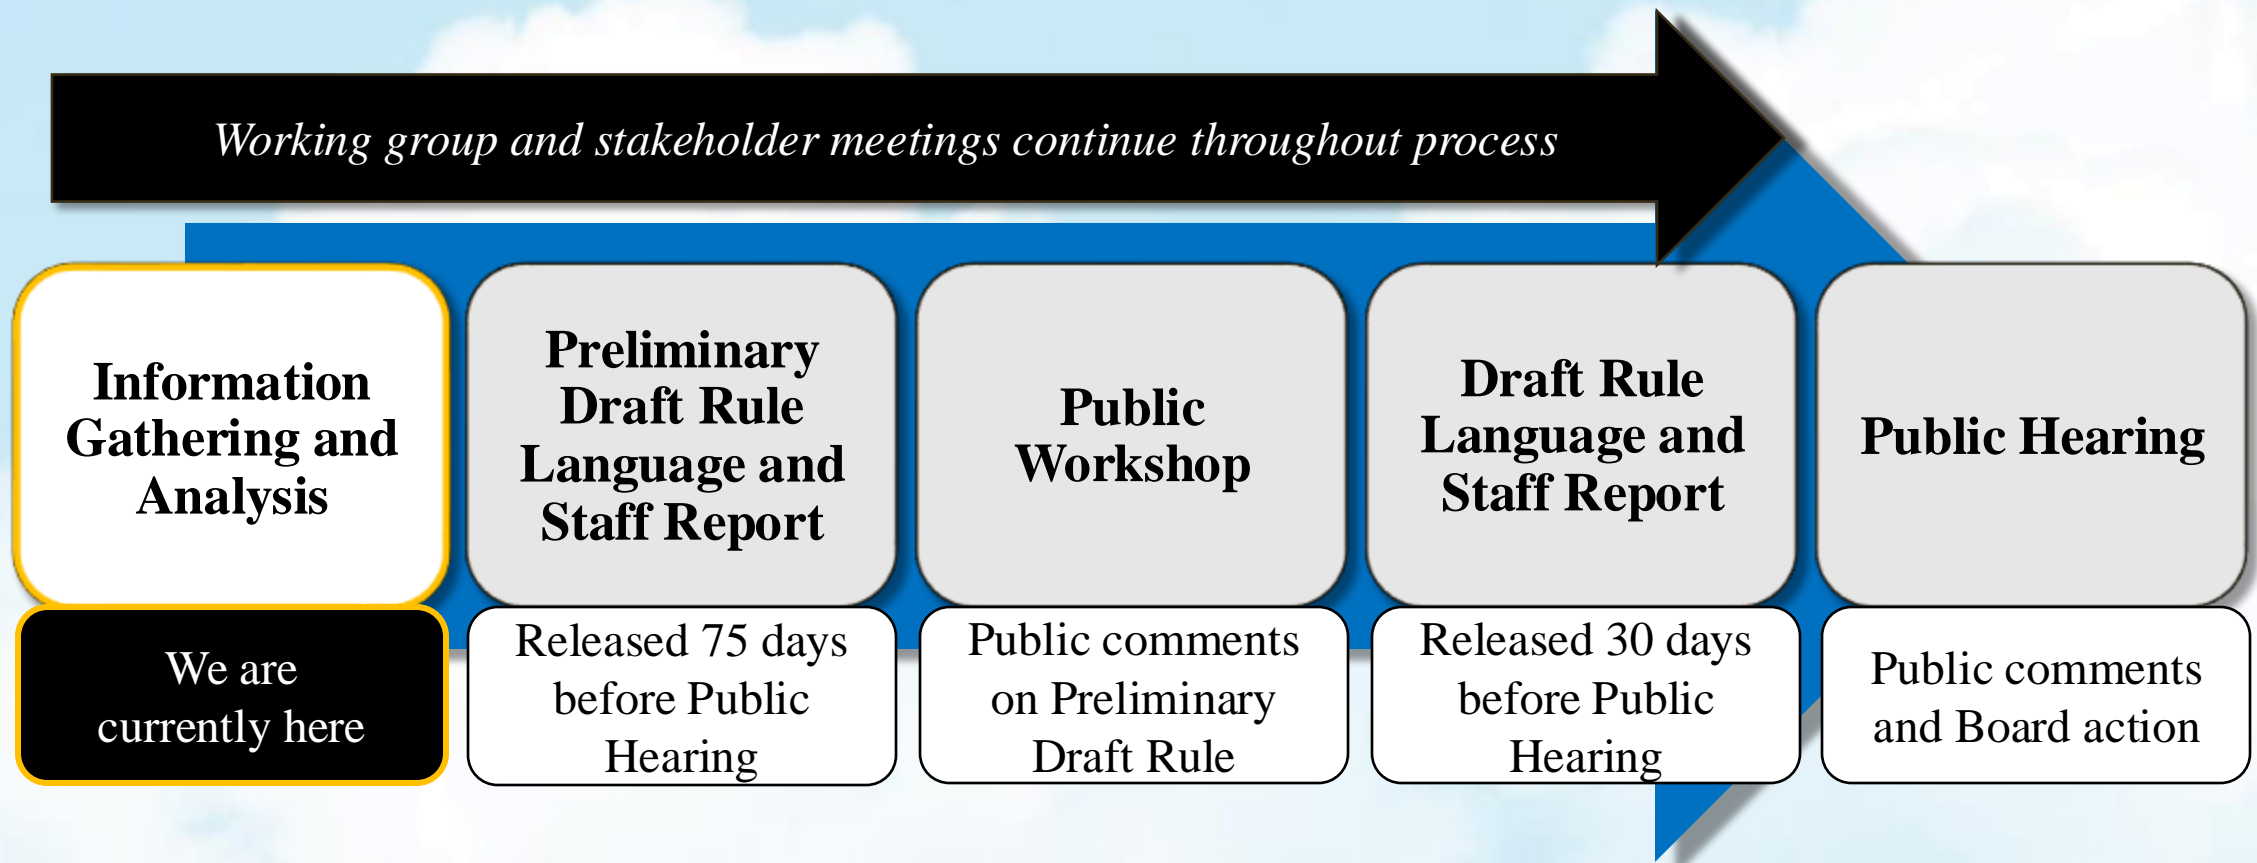 Working group and stakeholder meetings continue throughout process
Information
Gathering and
Analysis
We are
currently here
Preliminary
Draft Rule
Language and
Staff Report
Released 75 days
before Public
Hearing
Public
Workshop
Public comments
on Preliminary
Draft Rule
Draft Rule
Language and
Staff Report
Released 30 days
before Public
Hearing
Public Hearing
Public comments
and Board action